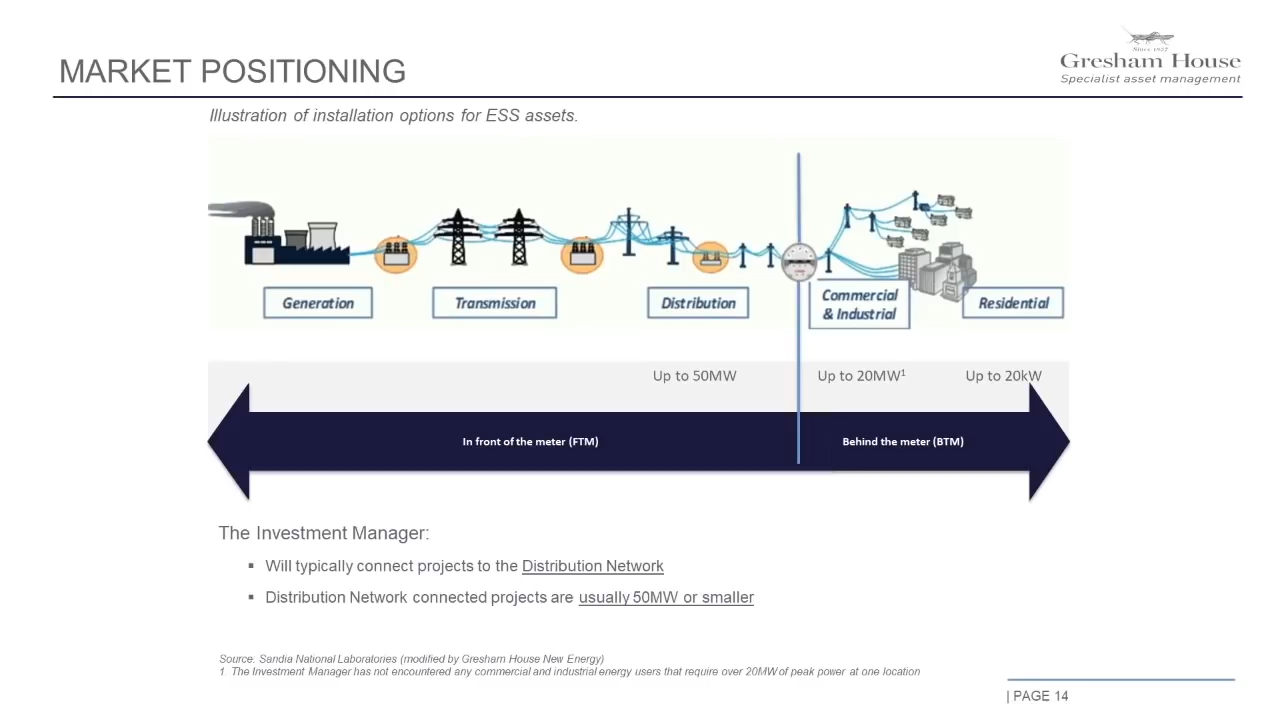 MARKET POSITIONING
Since 1857
Gresham House
Specialist asset management
Illustration of installation options for ESS assets.
Generation
Transmission
Distribution
Commercial
& Industrial
Residential
Up to 50MW
Up to 20MW¹
Up to 20kW
In front of the meter (FTM)
Behind the meter (BTM)
The Investment Manager:
▪ Will typically connect projects to the Distribution Network
▪ Distribution Network connected projects are usually 50MW or smaller
Source: Sandia National Laboratories (modified by Gresham House New Energy)
1. The Investment Manager has not encountered any commercial and industrial energy users that require over 20MW of peak power at one location
| PAGE 14